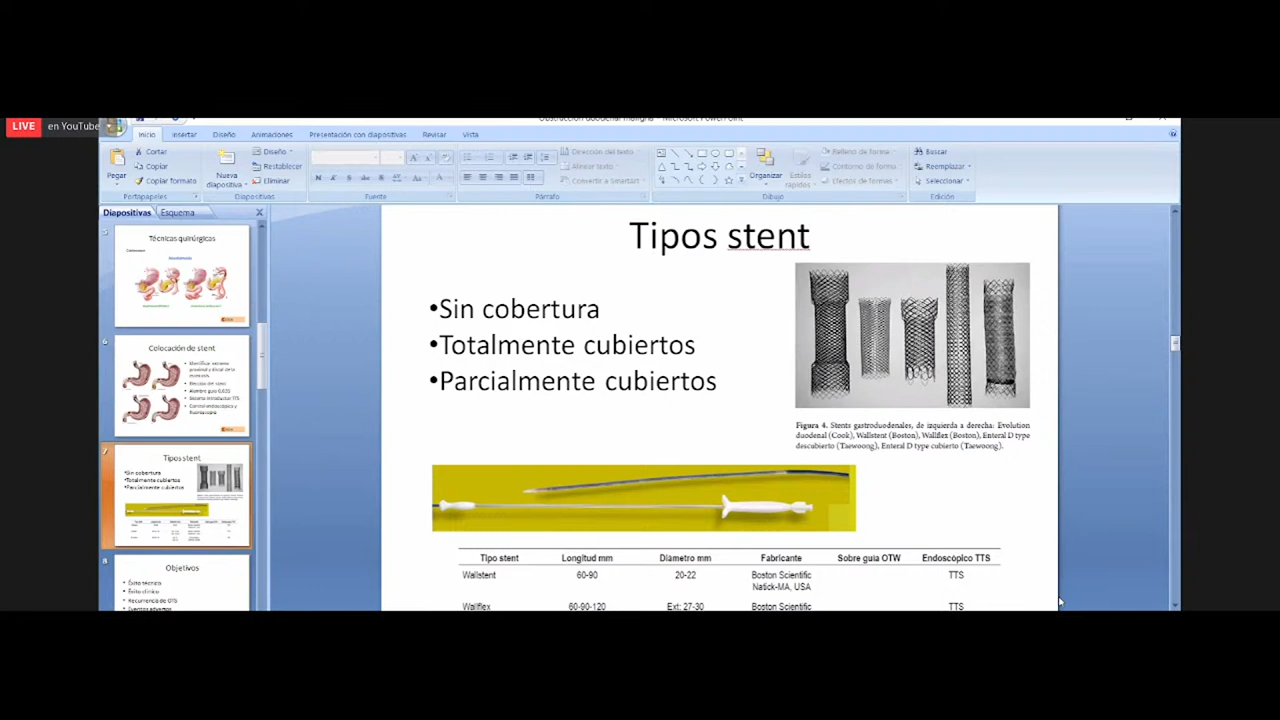 LIVE
en YouTube
Obstrucción duodenal maligna - Microsoft PowerPoint
Inicio
Insertar
Diseño
Animaciones
Presentación con diapositivas
Revisar
Vista
Pegar
Cortar
Copiar
Copiar formato
Portapapeles
Nueva
diapositiva
Diseño
Restablecer
Eliminar
Diapositivas
Fuente
Dirección del texto
Alinear texto
Convertir a SmartArt
Párrafo
Organizar
Estilos
rápidos
Relleno de forma
Contorno de forma
Efectos de formas
Dibujo
Buscar
Reemplazar
Seleccionar
Edición
Diapositivas
Esquema
5
Técnicas quirúrgicas
6
Colocación de stent
7
Tipos stent
•Sin cobertura
•Totalmente cubiertos
•Parcialmente cubiertos
8
Objetivos
• Éxito técnico
• Éxito clínico
• Recurrencia de OTS
• Eventos adversos
Tipos stent
•Sin cobertura
•Totalmente cubiertos
•Parcialmente cubiertos
Figura 4. Stents gastroduodenales, de izquierda a derecha: Evolution
duodenal (Cook), Wallstent (Boston), Wallflex (Boston), Enteral D type
descubierto (Taewoong), Enteral D type cubierto (Taewoong).
Tipo stent Longitud mm Diámetro mm Fabricante Sobre guía OTW Endoscópico TTS
Wallstent 60-90 20-22 Boston Scientific TTS
Natick-MA, USA
Wallflex 60-90-120 Ext: 27-30 Boston Scientific TTS